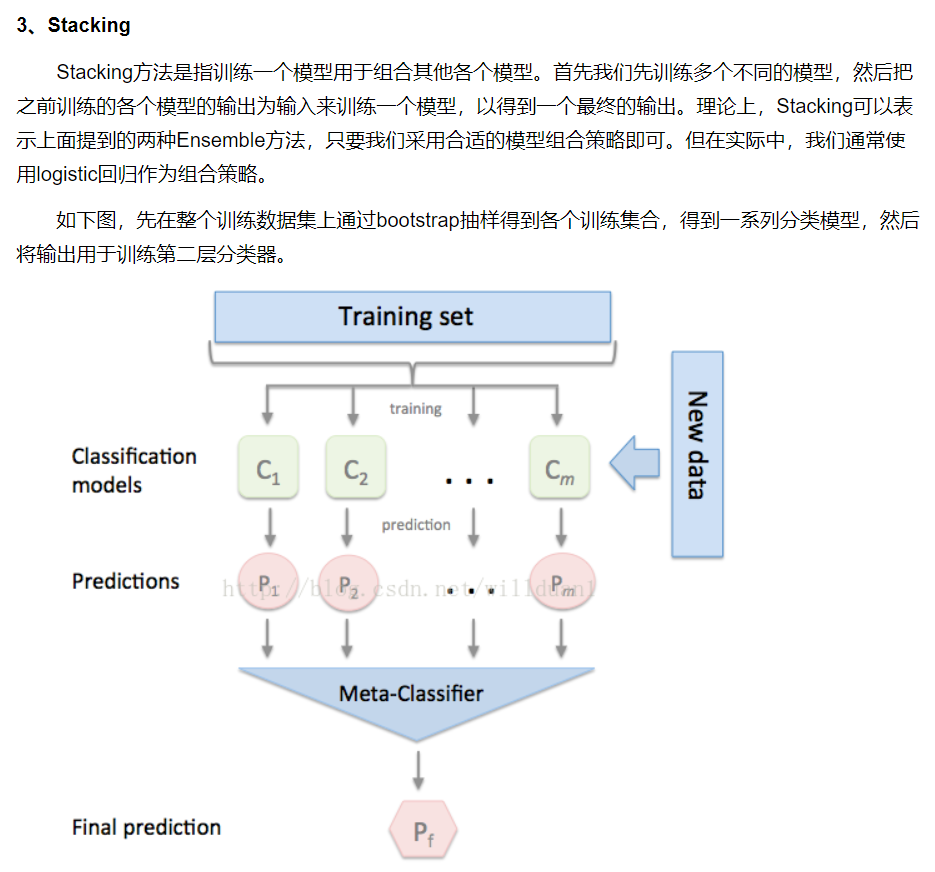 3、Stacking
Stacking方法是指训练一个模型用于组合其他各个模型。首先我们先训练多个不同的模型，然后把
之前训练的各个模型的输出为输入来训练一个模型，以得到一个最终的输出。理论上，Stacking可以表
示上面提到的两种Ensemble方法，只要我们采用合适的模型组合策略即可。但在实际中，我们通常使
用logistic回归作为组合策略。
如下图，先在整个训练数据集上通过bootstrap抽样得到各个训练集合，得到一系列分类模型，然后
将输出用于训练第二层分类器。
Training set
training
New data
Classification
models
C1 C2 ... Cm
prediction
Predictions
P1 P2 ... Pm
http://blog.csdn.net/willduan1
Meta-Classifier
Final prediction
Pf